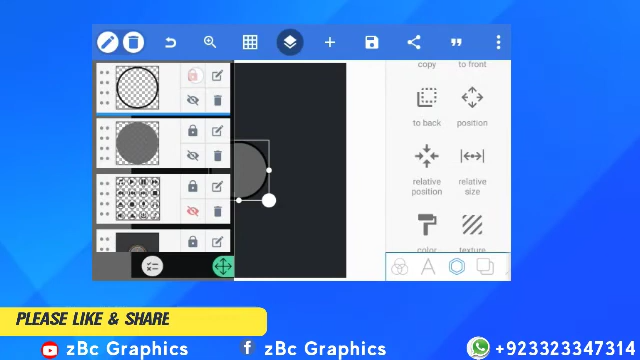 copy
to front
to back
position
relative
position
relative
size
color
texture
PLEASE LIKE & SHARE
zBc Graphics
zBc Graphics
+923323347314